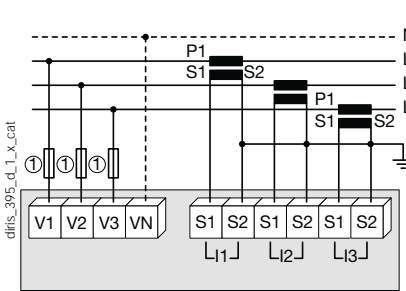 P1
S1 S2
P1
S1 S2
1 1 1
diris_395_d_1_x_cat
V1 V2 V3 VN S1 S2 S1 S2 S1 S2
I1 I2 I3